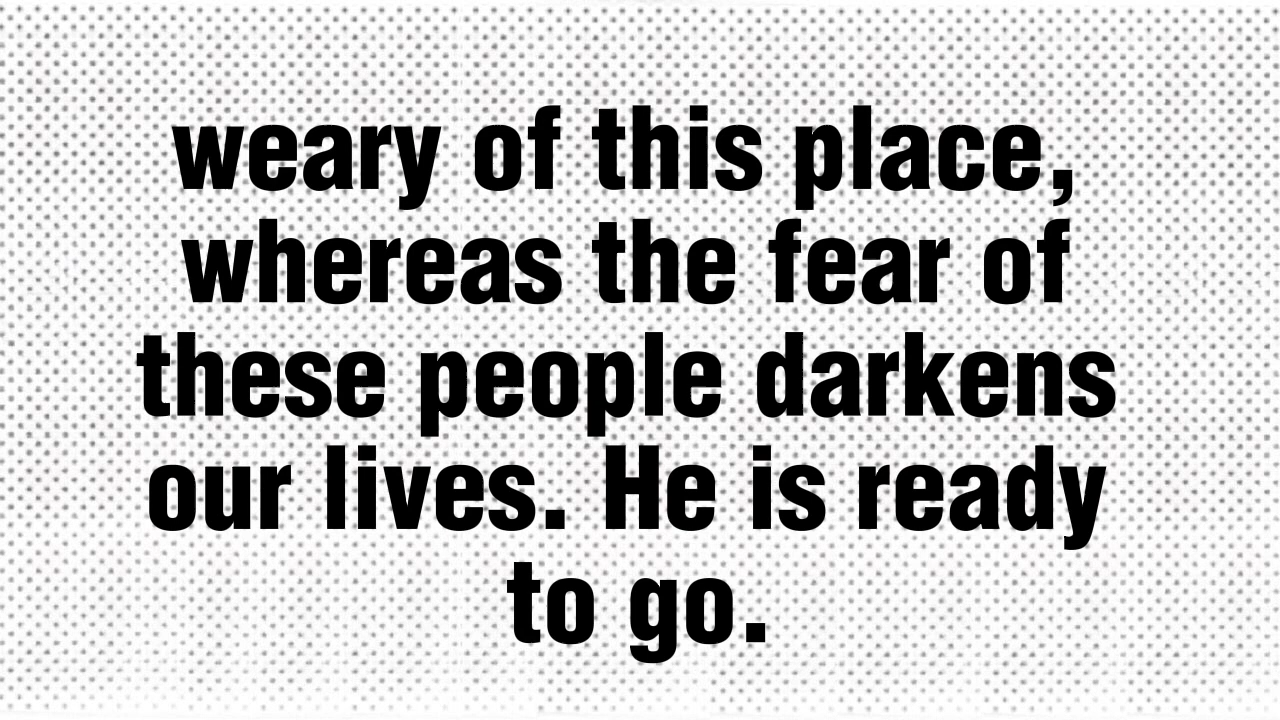 weary of this place,
whereas the fear of
these people darkens
our lives. He is ready
to go.